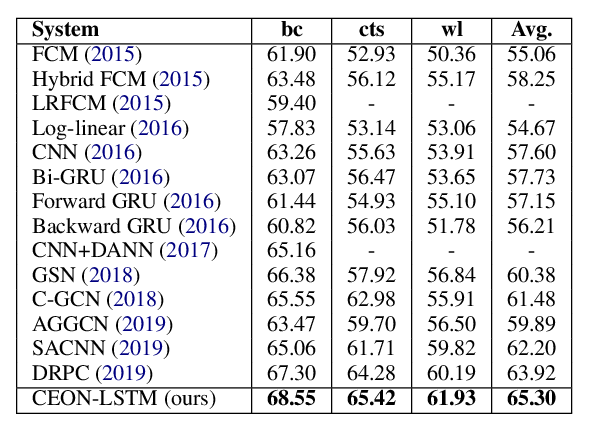 System bc cts wl Avg.
FCM (2015) 61.90 52.93 50.36 55.06
Hybrid FCM (2015) 63.48 56.12 55.17 58.25
LRFCM (2015) 59.40 - - -
Log-linear (2016) 57.83 53.14 53.06 54.67
CNN (2016) 63.26 55.63 53.91 57.60
Bi-GRU (2016) 63.07 56.47 53.65 57.73
Forward GRU (2016) 61.44 54.93 55.10 57.15
Backward GRU (2016) 60.82 56.03 51.78 56.21
CNN+DANN (2017) 65.16 - - -
GSN (2018) 66.38 57.92 56.84 60.38
C-GCN (2018) 65.55 62.98 55.91 61.48
AGGCN (2019) 63.47 59.70 56.50 59.89
SACNN (2019) 65.06 61.71 59.82 62.20
DRPC (2019) 67.30 64.28 60.19 63.92
CEON-LSTM (ours) 68.55 65.42 61.93 65.30